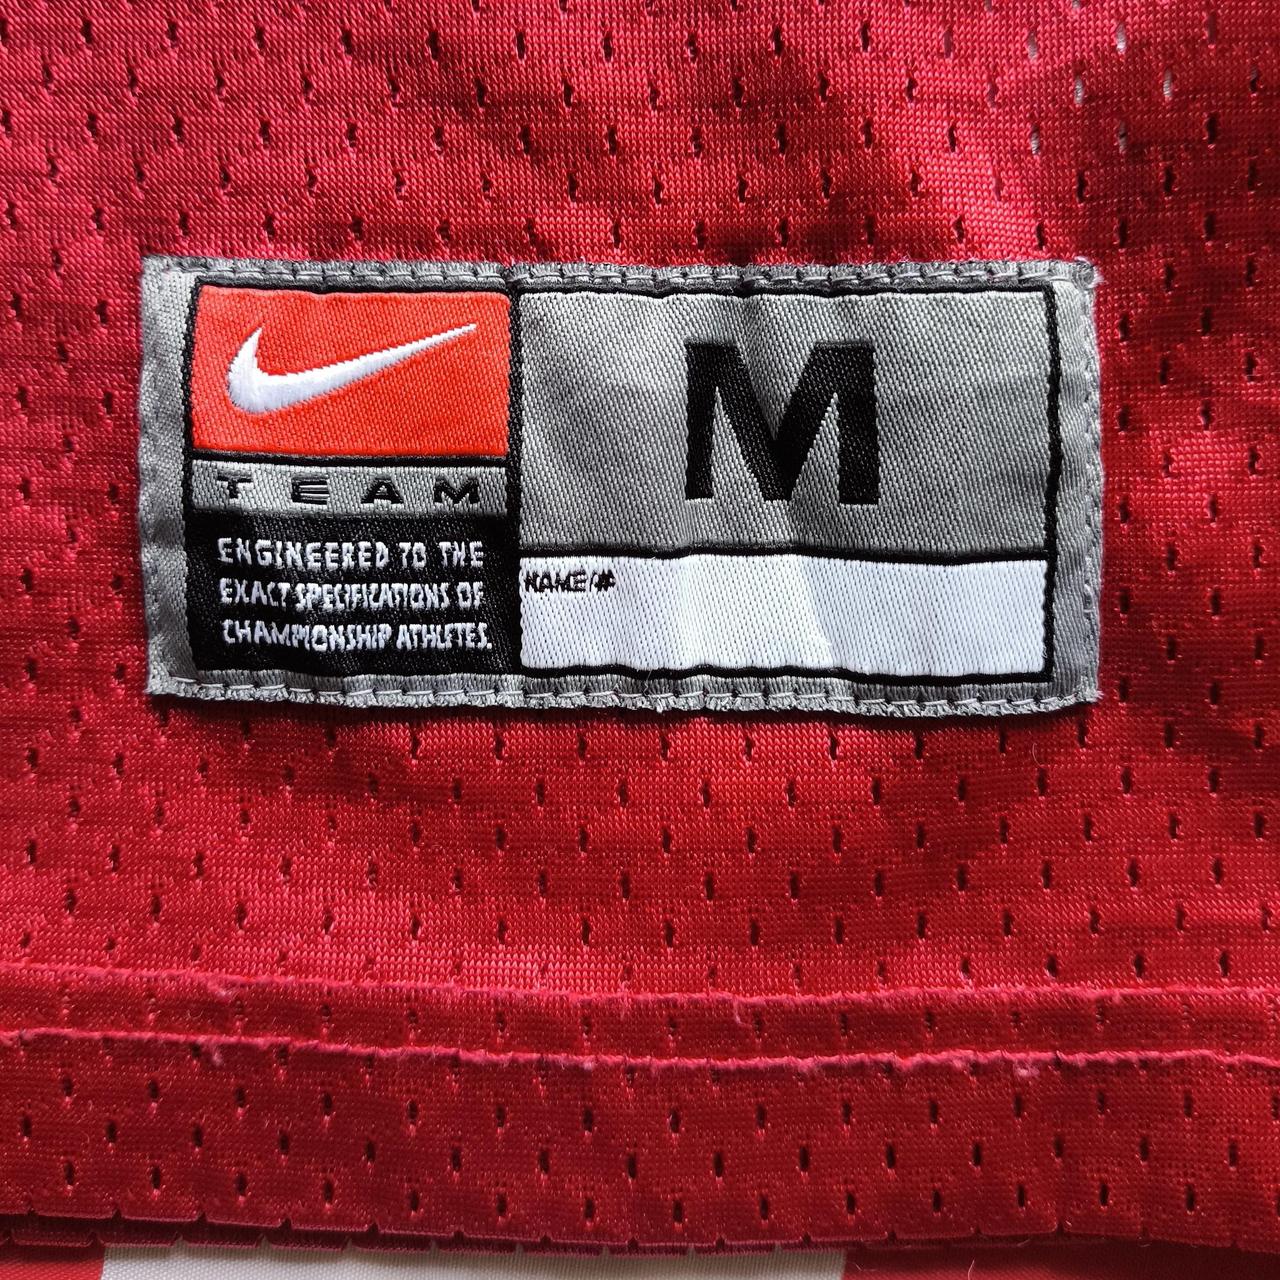 TEAM
ENGINEERED TO THE
EXACT SPECIFICATIONS OF
CHAMPIONSHIP ATHLETES.
M
NAME/#